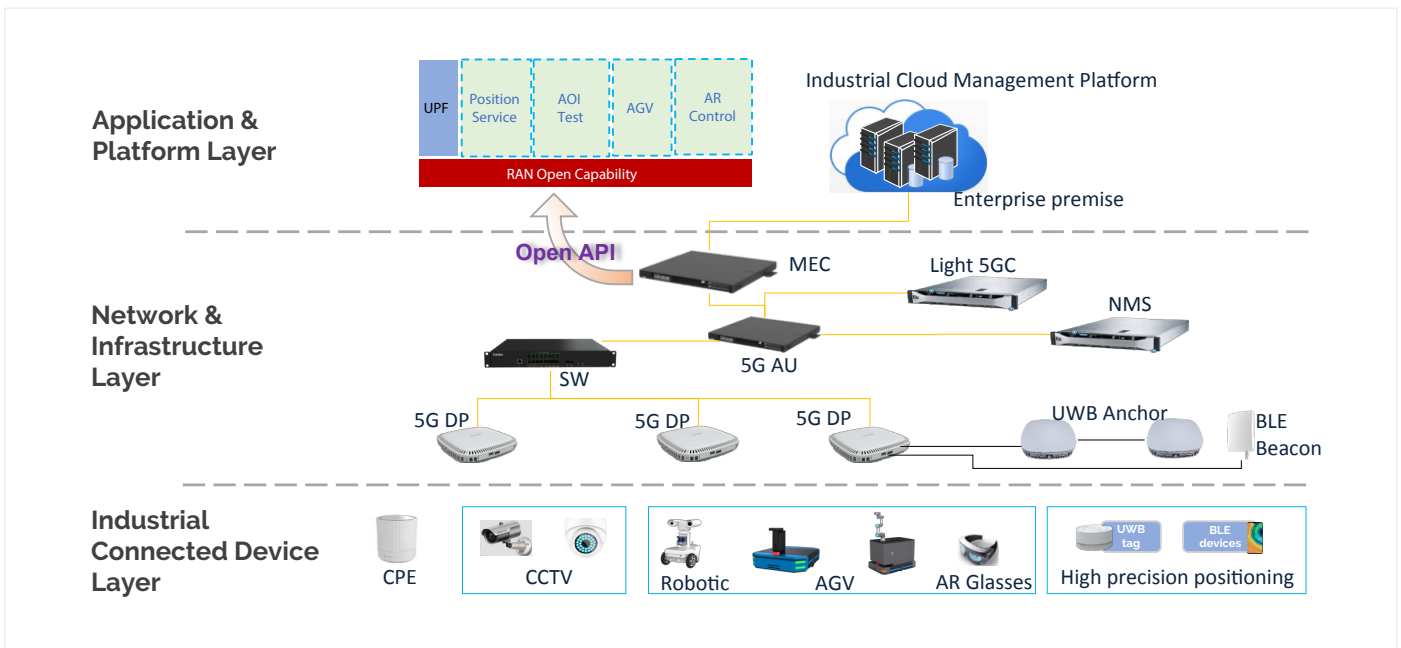 Application &
Platform Layer
UPF
Position
Service
AOI
Test
AGV
AR
Control
RAN Open Capability
Industrial Cloud Management Platform
Enterprise premise
Open API
Network &
Infrastructure
Layer
MEC
Light 5GC
NMS
5G AU
SW
5G DP
5G DP
5G DP
UWB Anchor
BLE
Beacon
Industrial
Connected Device
Layer
CPE
CCTV
Robotic
AGV
AR Glasses
UWB
tag
BLE
devices
High precision positioning